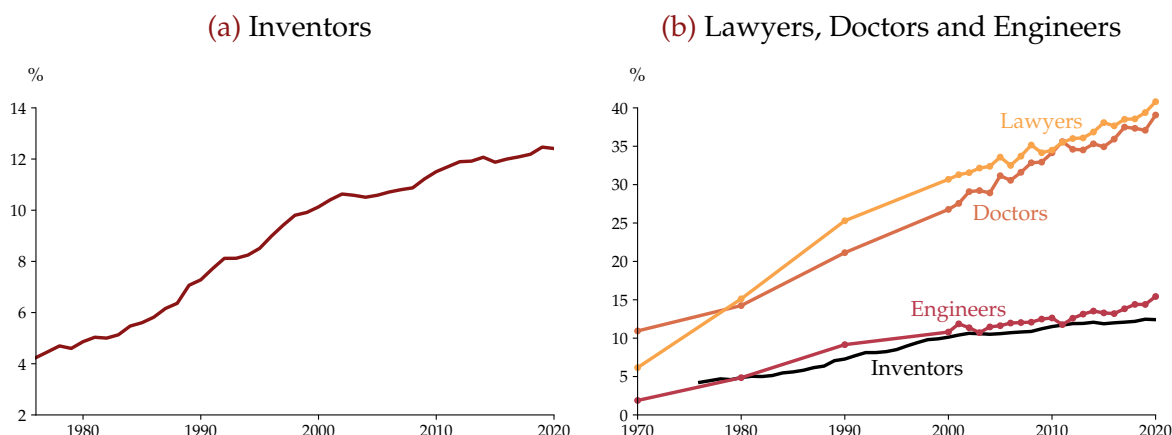 (a) Inventors
%
14
12
10
8
6
4
2
1980 1990 2000 2010 2020
(b) Lawyers, Doctors and Engineers
%
40
35
30
25
20
15
10
5
0
1970 1980 1990 2000 2010 2020
Lawyers
Doctors
Engineers
Inventors